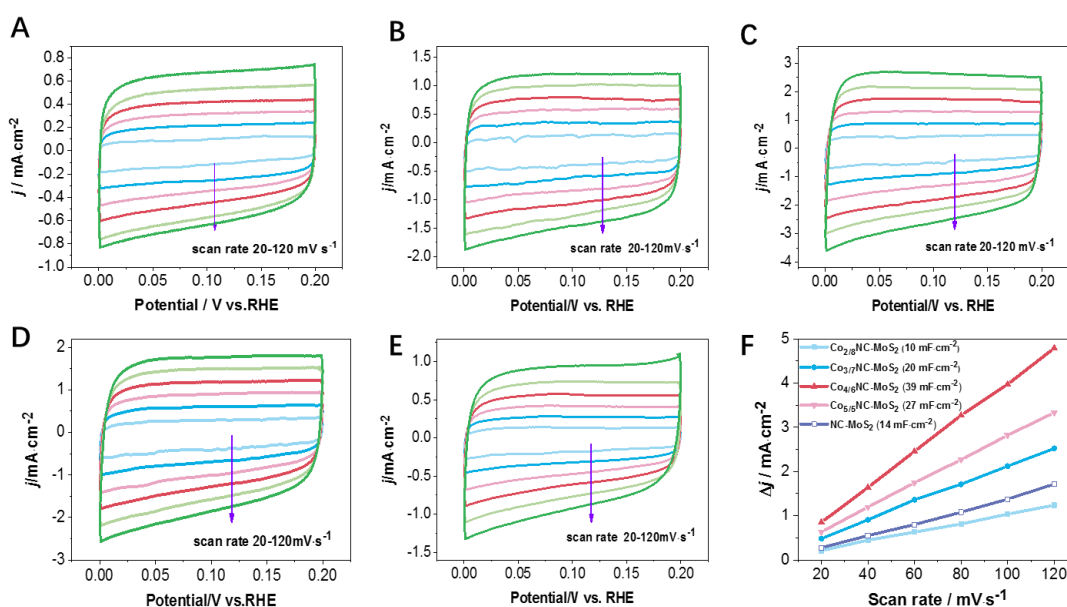 A
j / mA cm-2
0.8
0.6
0.4
0.2
0.0
-0.2
-0.4
-0.6
-0.8
-1.0
scan rate 20-120 mV s-1
0.00 0.05 0.10 0.15 0.20
Potential / V vs.RHE
B
j/m A·cm-2
1.5
1.0
0.5
0.0
-0.5
-1.0
-1.5
-2.0
scan rate 20-120 mV·s-1
0.00 0.05 0.10 0.15 0.20
Potential/V vs. RHE
C
j/m A·cm-2
4
3
2
1
0
-1
-2
-3
-4
scan rate 20-120 mV·s-1
0.00 0.05 0.10 0.15 0.20
Potential/V vs. RHE
D
j/mA·cm-2
2
1
0
-1
-2
-3
scan rate 20-120mV·s-1
0.00 0.05 0.10 0.15 0.20
Potential/V vs.RHE
E
j/mA·cm-2
1.0
0.5
0.0
-0.5
-1.0
-1.5
scan rate 20-120mV·s-1
0.00 0.05 0.10 0.15 0.20
Potential/V vs. RHE
F
Δj / mA cm-2
5
4
3
2
1
0
Co2/8NC-MoS2 (10 mF·cm-2)
Co3/7NC-MoS2 (20 mF·cm-2)
Co4/6NC-MoS2 (39 mF·cm-2)
Co5/5NC-MoS2 (27 mF·cm-2)
NC-MoS2 (14 mF·cm-2)
20 40 60 80 100 120
Scan rate / mV·s-1